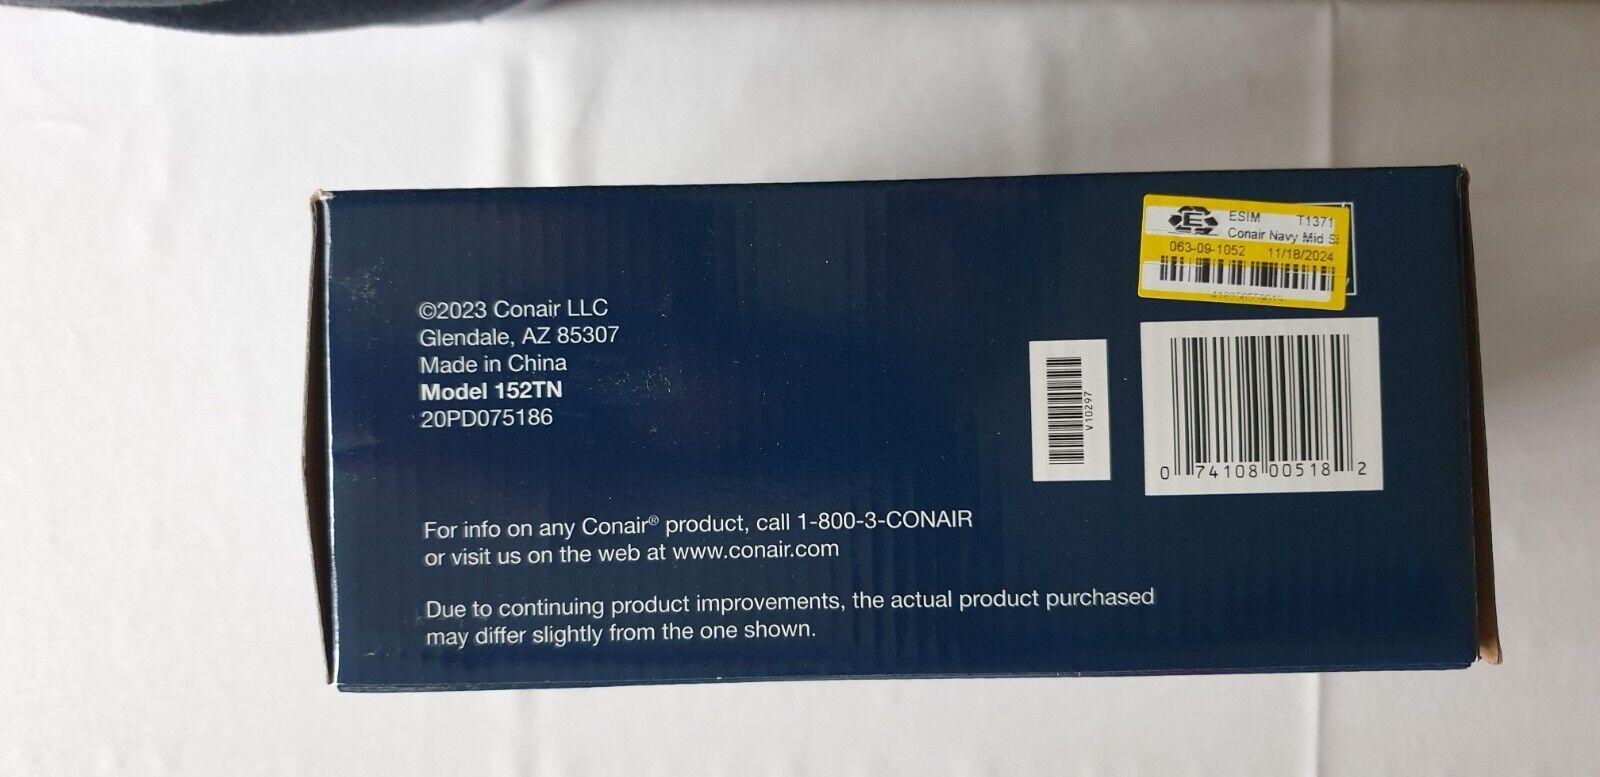 ©2023 Conair LLC
Glendale, AZ 85307
Made in China
Model 152TN
20PD075186
For info on any Conair® product, call 1-800-3-CONAIR
or visit us on the web at www.conair.com
Due to continuing product improvements, the actual product purchased
may differ slightly from the one shown.
E
ESIM T1371
Conair Navy Mid Si
063-09-1052 11/18/2024
V10297
0 74108 00518 2